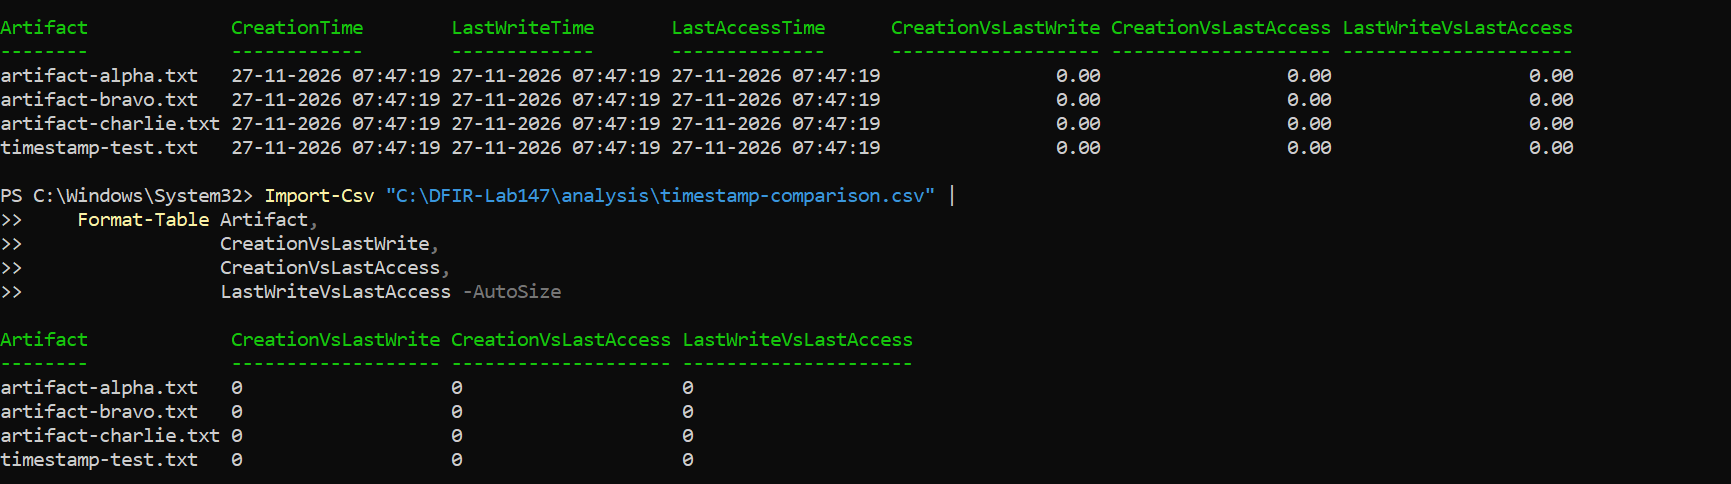 Artifact CreationTime LastWriteTime LastAccessTime CreationVsLastWrite CreationVsLastAccess LastWriteVsLastAccess
-------- ------------ ------------- -------------- ------------------- -------------------- ---------------------
artifact-alpha.txt 27-11-2026 07:47:19 27-11-2026 07:47:19 27-11-2026 07:47:19 0.00 0.00 0.00
artifact-bravo.txt 27-11-2026 07:47:19 27-11-2026 07:47:19 27-11-2026 07:47:19 0.00 0.00 0.00
artifact-charlie.txt 27-11-2026 07:47:19 27-11-2026 07:47:19 27-11-2026 07:47:19 0.00 0.00 0.00
timestamp-test.txt 27-11-2026 07:47:19 27-11-2026 07:47:19 27-11-2026 07:47:19 0.00 0.00 0.00
PS C:\Windows\System32> Import-Csv "C:\DFIR-Lab147\analysis\timestamp-comparison.csv" |
>> Format-Table Artifact,
>> CreationVsLastWrite,
>> CreationVsLastAccess,
>> LastWriteVsLastAccess -AutoSize
Artifact CreationVsLastWrite CreationVsLastAccess LastWriteVsLastAccess
-------- ------------------- -------------------- ---------------------
artifact-alpha.txt 0 0 0
artifact-bravo.txt 0 0 0
artifact-charlie.txt 0 0 0
timestamp-test.txt 0 0 0